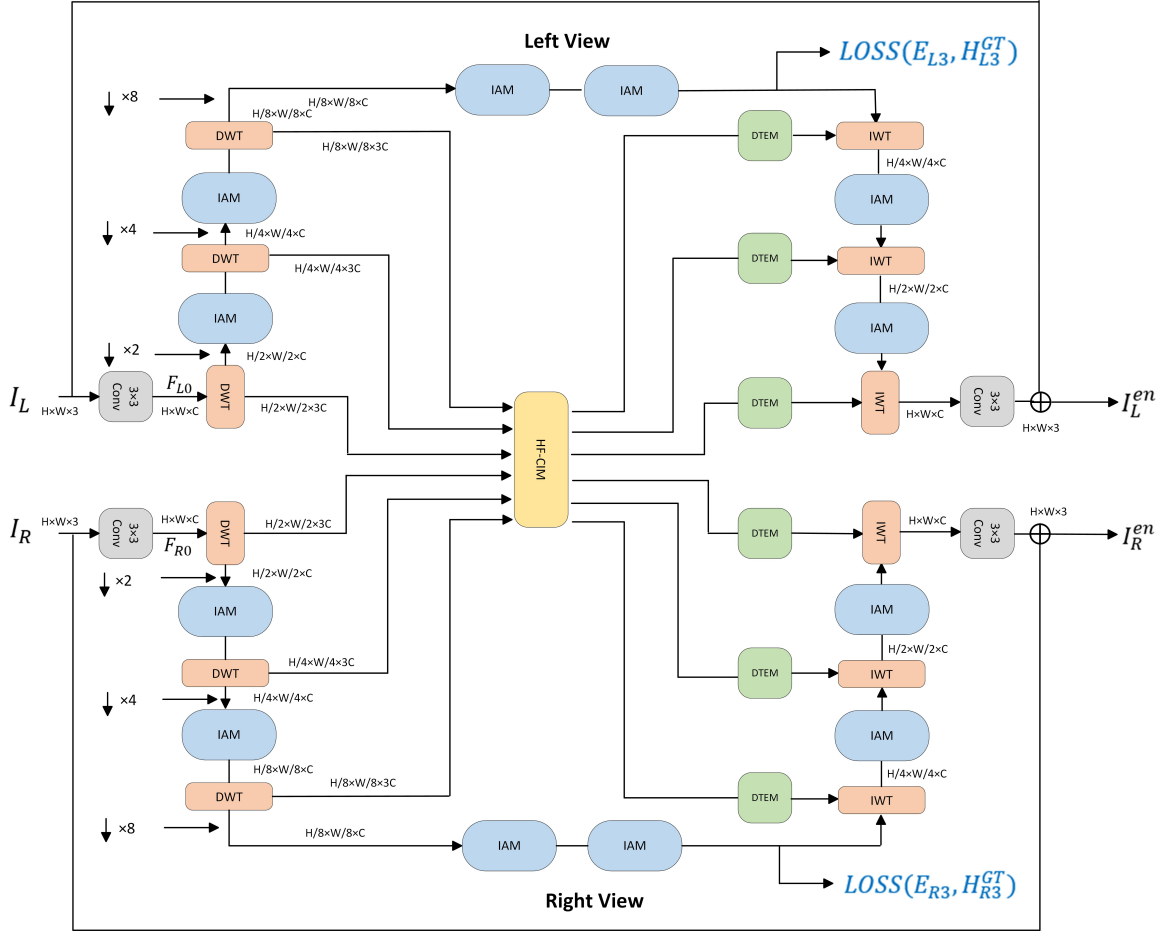 Left View
LOSS(E_{L3}, H_{L3}^{GT})
↓ ×8
H/8×W/8×C
H/8×W/8×C
IAM
IAM
DWT
H/8×W/8×3C
DTEM
IWT
H/4×W/4×C
IAM
IAM
↓ ×4
H/4×W/4×C
DWT
H/4×W/4×3C
DTEM
IWT
H/2×W/2×C
IAM
IAM
↓ ×2
H/2×W/2×C
I_L
H×W×3
3×3 Conv
F_{L0}
H×W×C
DWT
H/2×W/2×3C
DTEM
IWT
H×W×C
3×3 Conv
H×W×3
I_L^{en}
HF-CIM
I_R
H×W×3
3×3 Conv
H×W×C
F_{R0}
DWT
H/2×W/2×3C
DTEM
IWT
H×W×C
3×3 Conv
H×W×3
I_R^{en}
↓ ×2
H/2×W/2×C
IAM
IAM
H/2×W/2×C
DWT
H/4×W/4×3C
DTEM
IWT
↓ ×4
H/4×W/4×C
IAM
IAM
H/8×W/8×C
H/4×W/4×C
DWT
H/8×W/8×3C
DTEM
IWT
↓ ×8
H/8×W/8×C
IAM
IAM
LOSS(E_{R3}, H_{R3}^{GT})
Right View